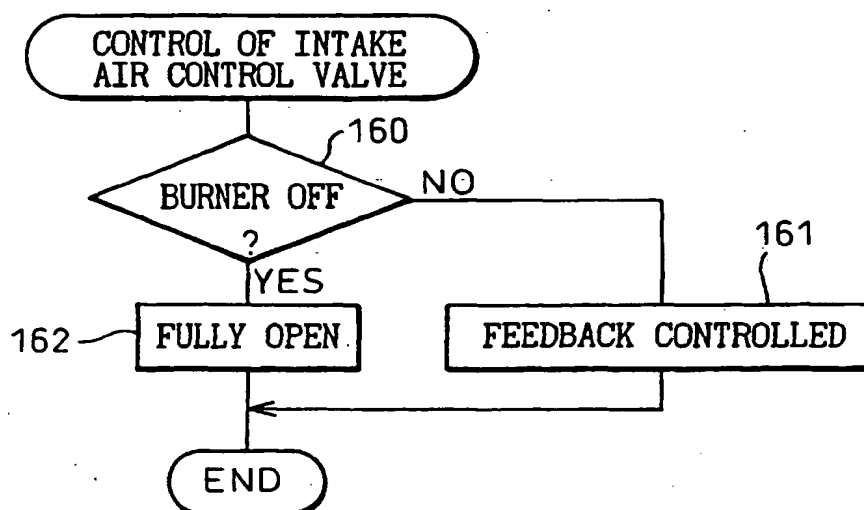 CONTROL OF INTAKE
AIR CONTROL VALVE
160
BURNER OFF
?
NO
YES
161
162
FULLY OPEN
FEEDBACK CONTROLLED
END